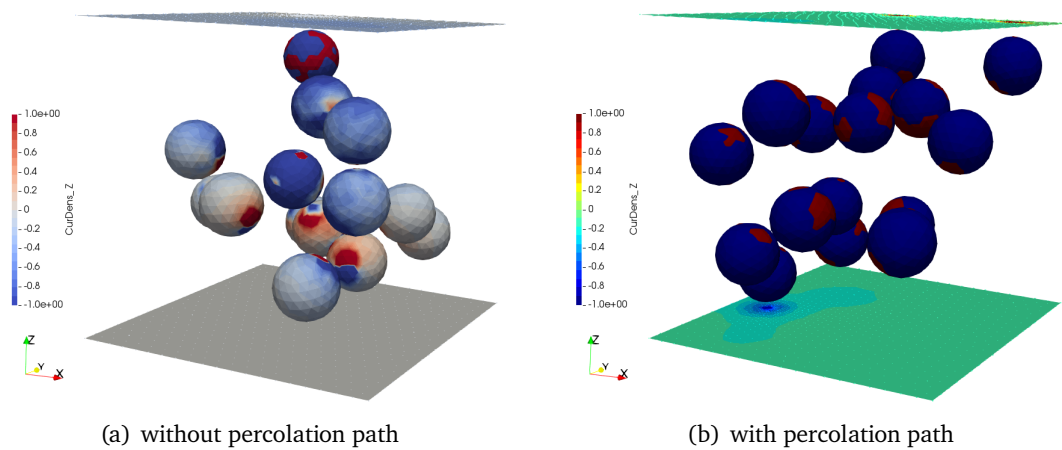 1.0e+00
0.8
0.6
0.4
0.2
0
-0.2
-0.4
-0.6
-0.8
-1.0e+00
CurDens_ Z
Z
Y
X
(a) without percolation path
1.0e+00
0.8
0.6
0.4
0.2
0
-0.2
-0.4
-0.6
-0.8
-1.0e+00
CurDens_ Z
Z
Y
X
(b) with percolation path